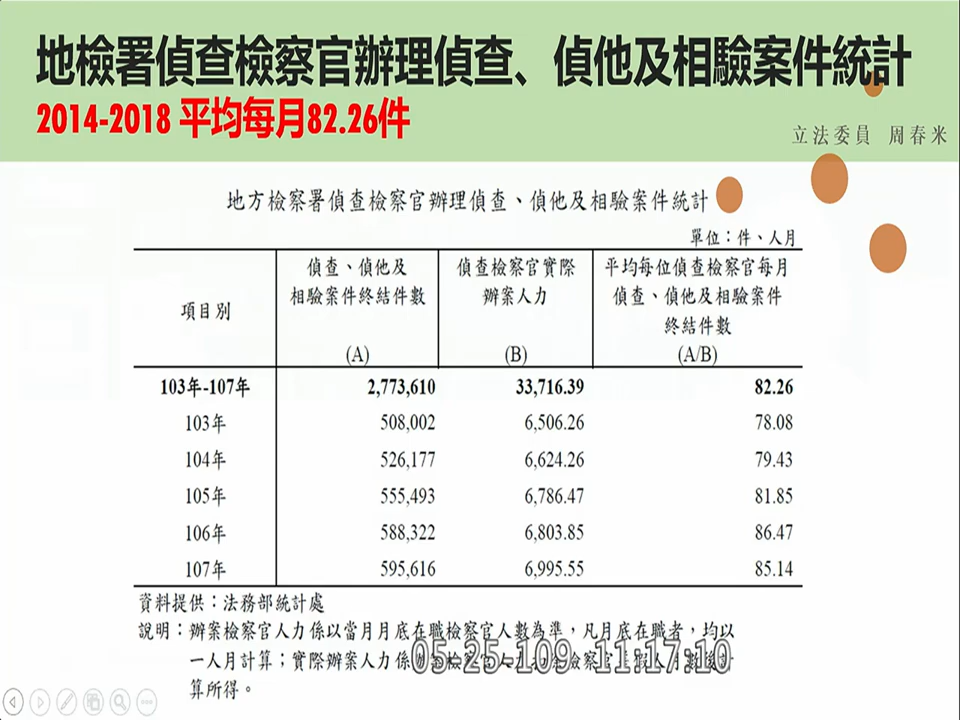 地檢署偵查檢察官辦理偵查、偵他及相驗案件統計
2014-2018 平均每月82.26件
立法委員 周春米
地方檢察署偵查檢察官辦理偵查、偵他及相驗案件統計
單位：件、人月
項目別
偵查、偵他及
相驗案件終結件數
(A)
偵查檢察官實際
辦案人力
(B)
平均每位偵查檢察官每月
偵查、偵他及相驗案件
終結件數
(A/B)
103年-107年 2,773,610 33,716.39 82.26
103年 508,002 6,506.26 78.08
104年 526,177 6,624.26 79.43
105年 555,493 6,786.47 81.85
106年 588,322 6,803.85 86.47
107年 595,616 6,995.55 85.14
資料提供：法務部統計處
說明：辦案檢察官人力係以當月月底在職檢察官人數為準，凡月底在職者，均以
一人月計算；實際辦案人力係
算所得。
05-25-109 11:17:10